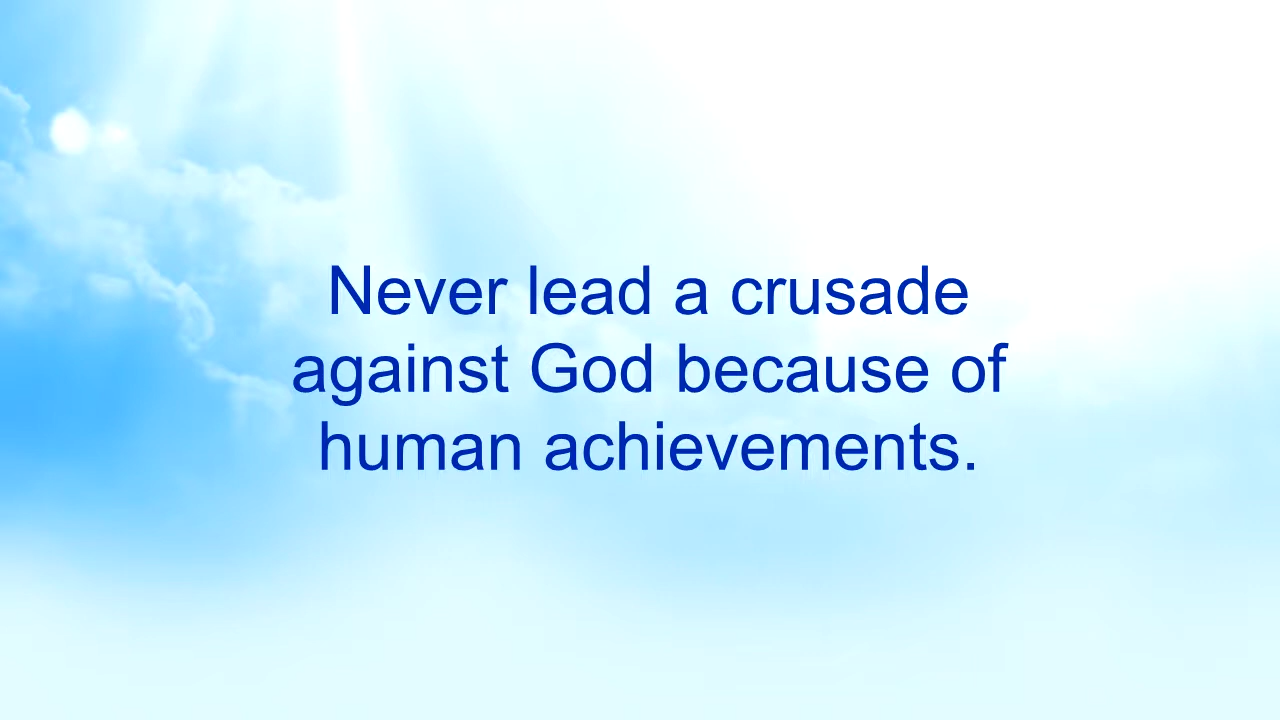 Never lead a crusade
against God because of
human achievements.